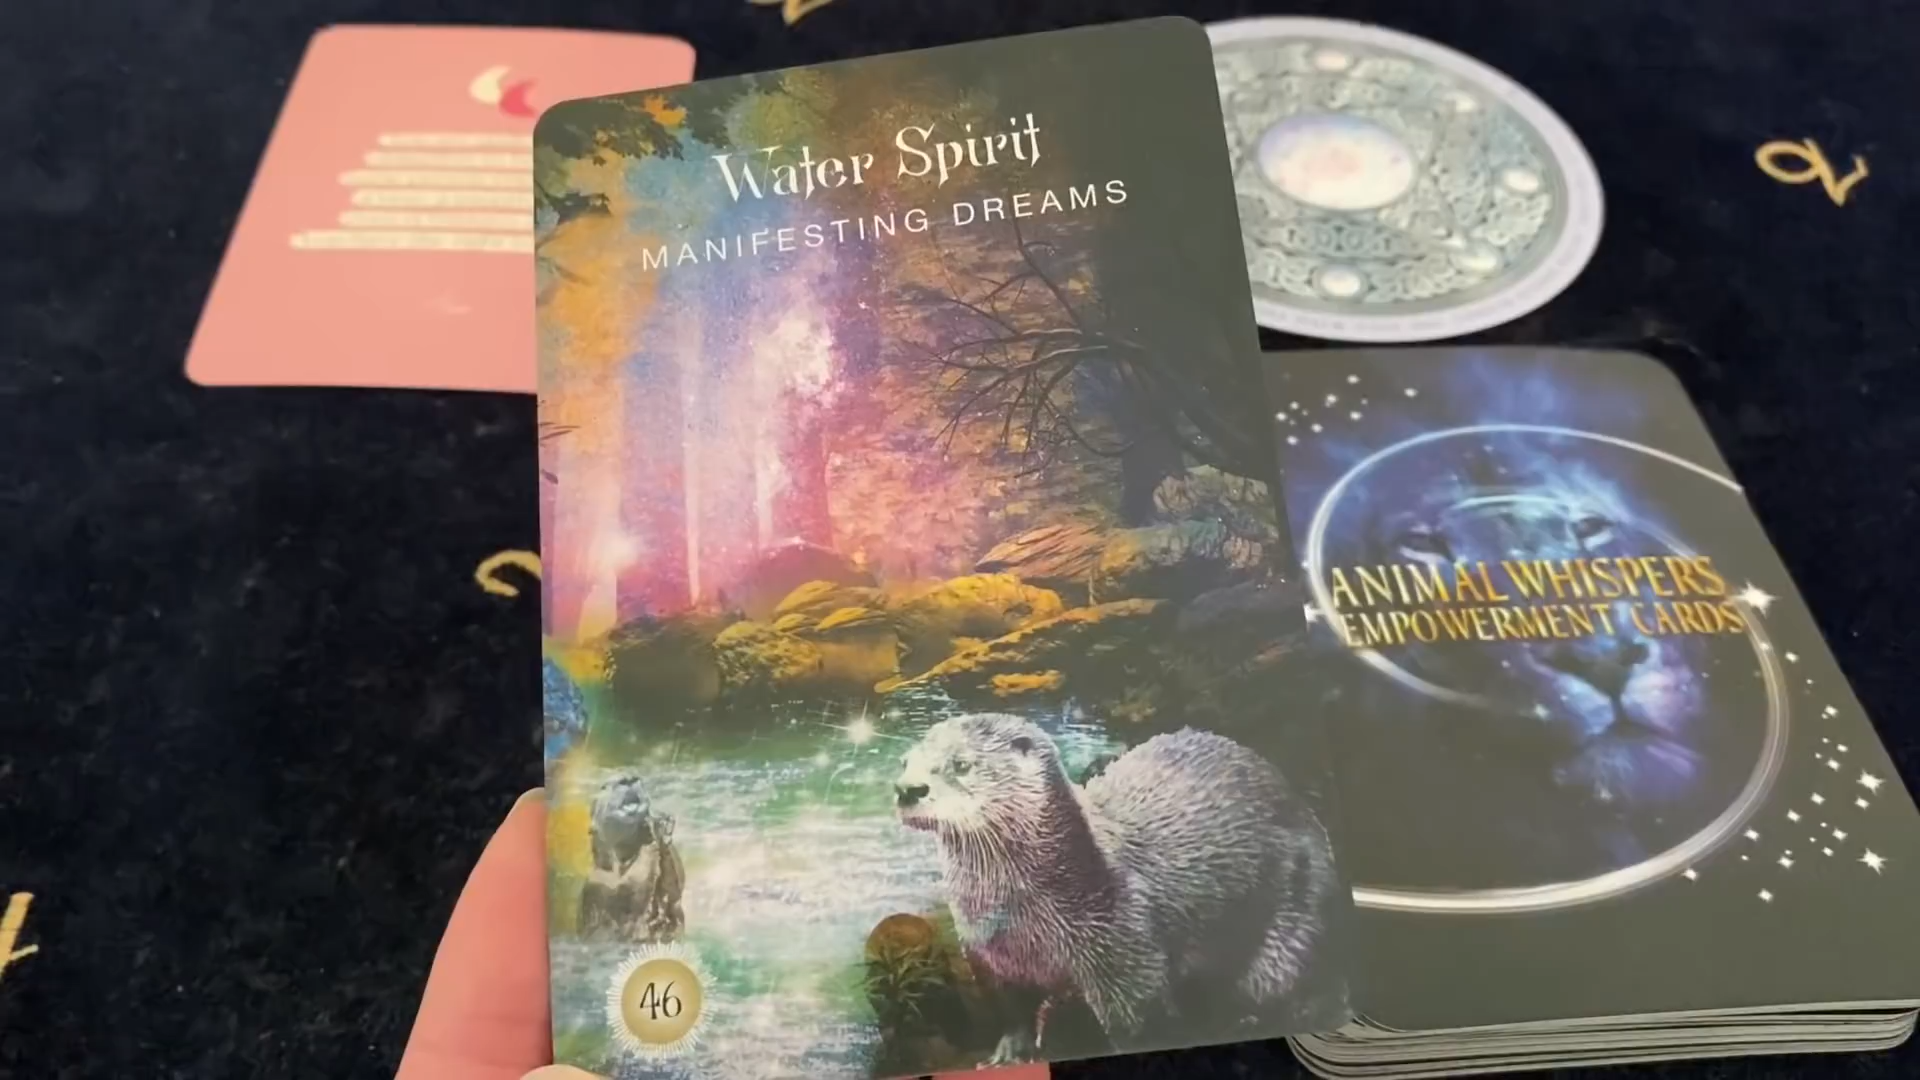 Water Spirit
MANIFESTING DREAMS
46
ANIMAL WHISPERS
EMPOWERMENT CARDS